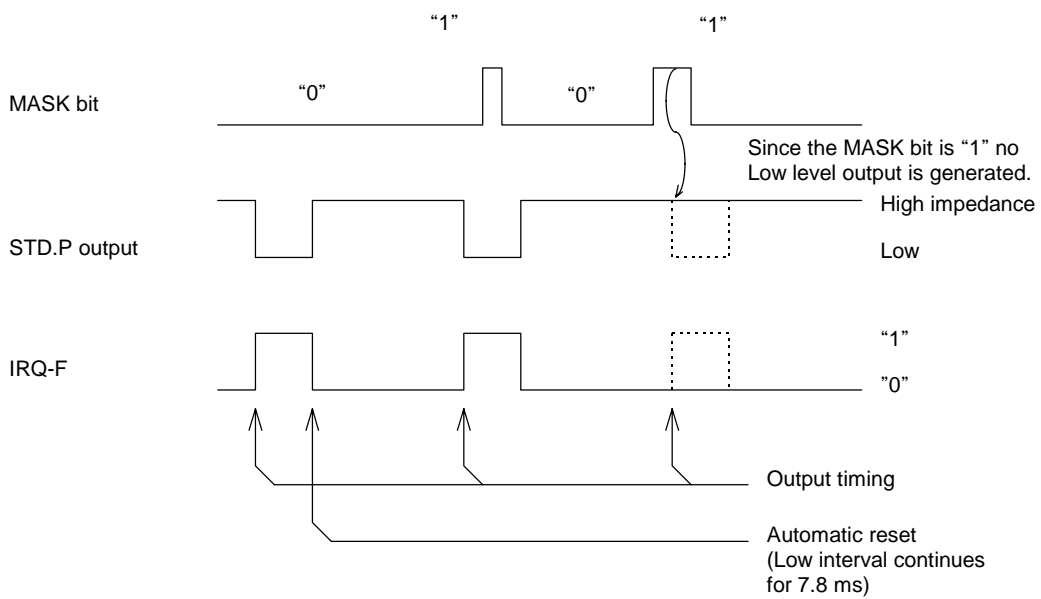 “1” “1”
MASK bit “0” “0”
Since the MASK bit is “1” no
Low level output is generated.
High impedance
STD.P output Low
“1”
IRQ-F
”0”
Output timing
Automatic reset
(Low interval continues
for 7.8 ms)